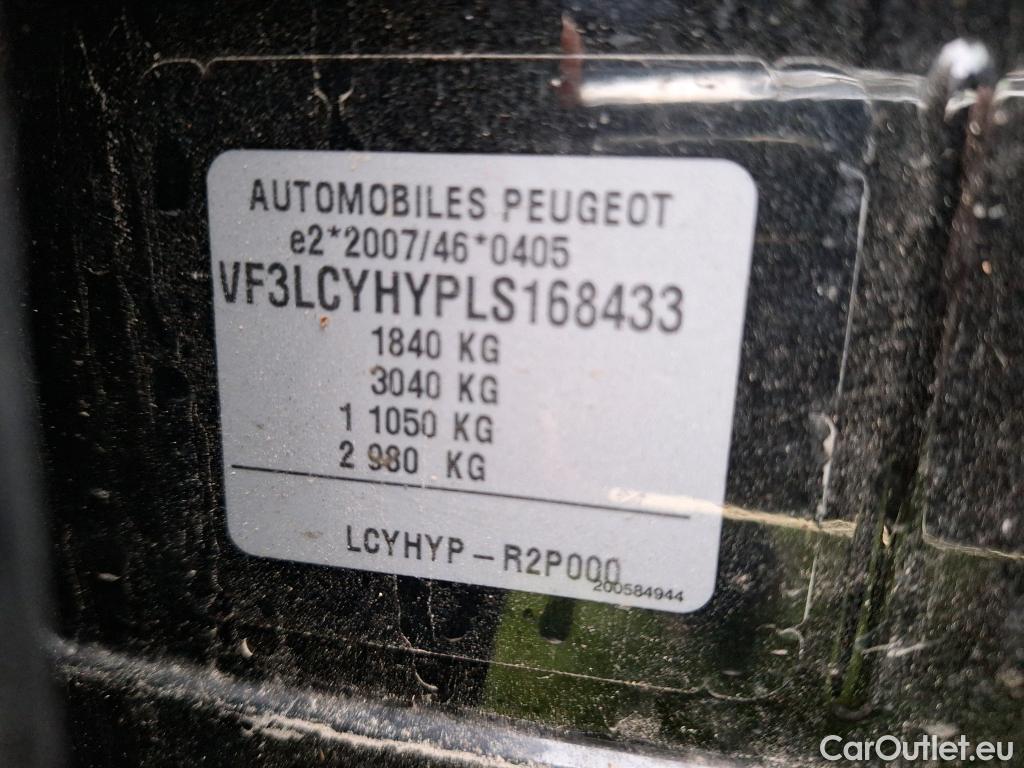 AUTOMOBILES PEUGEOT
e2*2007/46*0405
VF3LCYHYPLS168433
1840 KG
3040 KG
1 1050 KG
2 980 KG
LCYHYP-R2P000
200584944
CarOutlet.eu